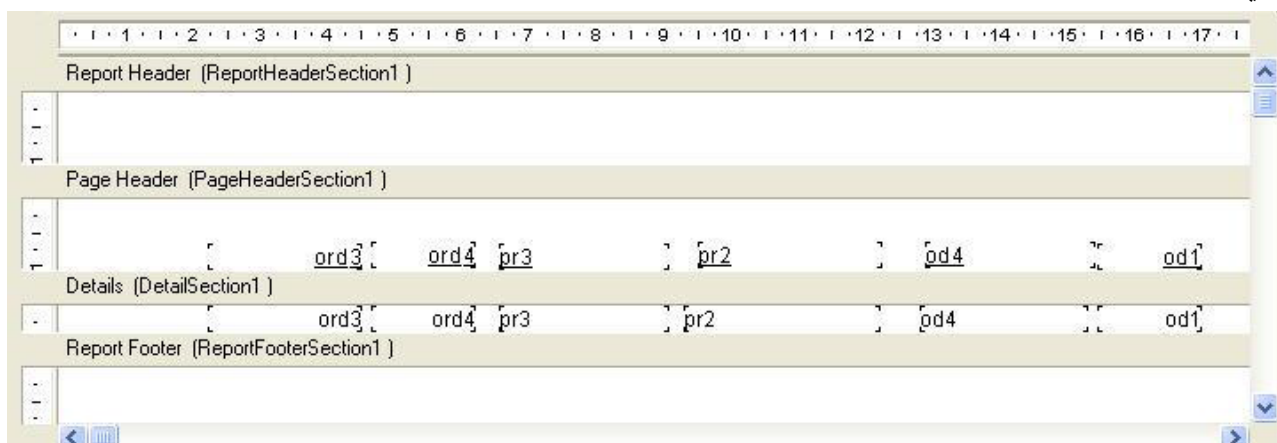 1 2 3 4 5 6 7 8 9 10 11 12 13 14 15 16 17
Report Header (ReportHeaderSection1 )
Page Header (PageHeaderSection1 )
ord3 ord4 pr3 pr2 od4 od1
Details (DetailSection1 )
ord3 ord4 pr3 pr2 od4 od1
Report Footer (ReportFooterSection1 )